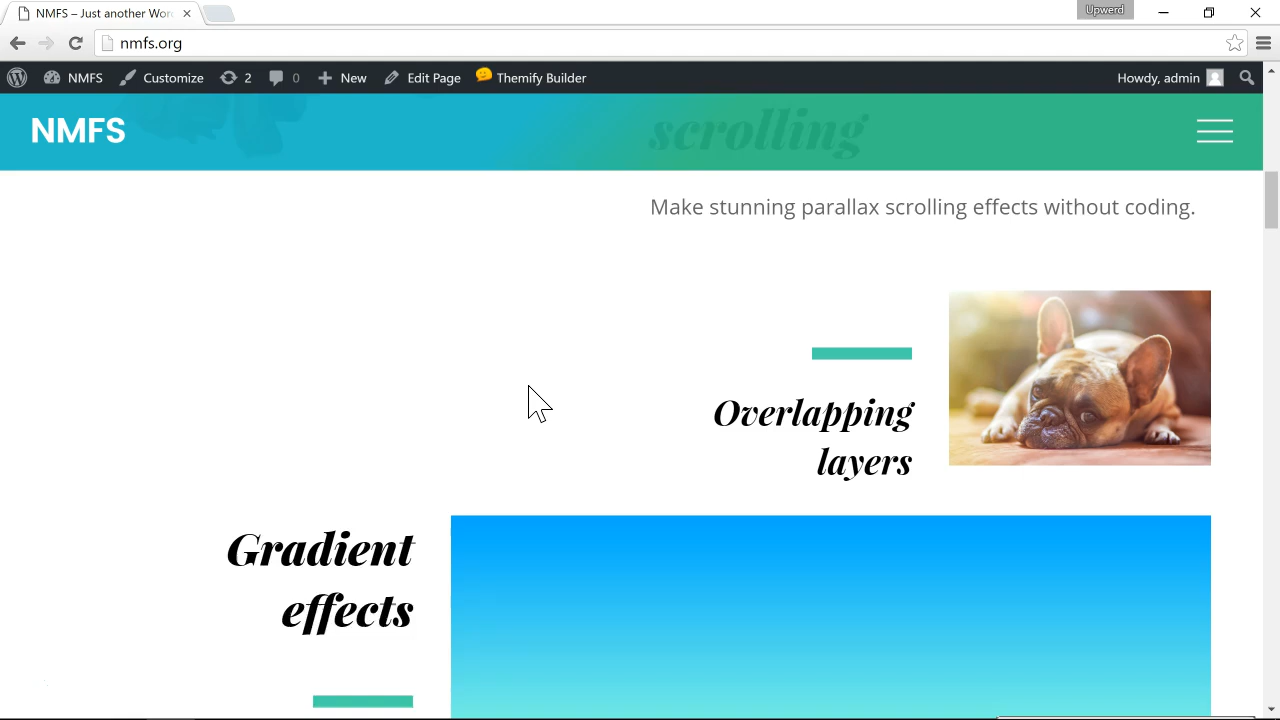 NMFS – Just another Wor
Upwerd
nmfs.org
NMFS
Customize
2
0
New
Edit Page
Themify Builder
Howdy, admin
NMFS
scrolling
Make stunning parallax scrolling effects without coding.
Overlapping
layers
Gradient
effects